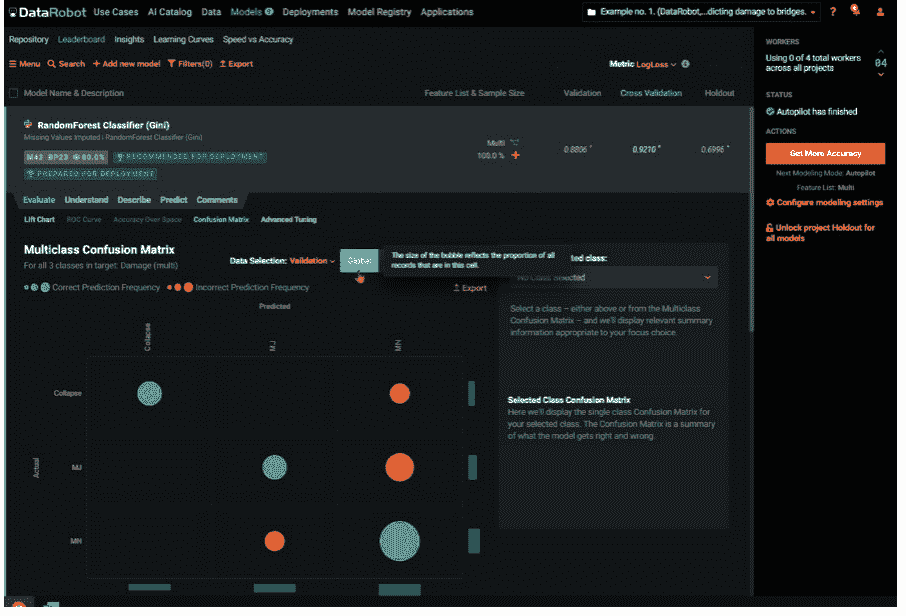 DataRobot Use Cases AI Catalog Data Models Deployments Model Registry Applications
Example no. 1. (DataRobot,...dicting damage to bridges.
Repository Leaderboard Insights Learning Curves Speed vs Accuracy
Menu Search + Add new model Filters(0) Export
Metric LogLoss
Model Name & Description Feature List & Sample Size Validation Cross Validation Holdout
RandomForest Classifier (Gini)
Missing Values Imputed | RandomForest Classifier (Gini)
M43 BP23 80.0% RECOMMENDED FOR DEPLOYMENT
PREPARED FOR DEPLOYMENT
Multi
100.0 % +
0.8806 * 0.9210 * 0.6996 *
Evaluate Understand Describe Predict Comments
Lift Chart ROC Curve Accuracy Over Space Confusion Matrix Advanced Tuning
Multiclass Confusion Matrix
For all 3 classes in target: Damage (multi)
Data Selection: Validation
The size of the bubble reflects the proportion of all
records that are in this cell.
ted class:
No Class Selected
Correct Prediction Frequency Incorrect Prediction Frequency
Export
Predicted
Collapse MJ MN
Actual
Collapse
MJ
MN
Select a class – either above or from the Multiclass
Confusion Matrix – and we'll display relevant summary
information appropriate to your focus choice.
Selected Class Confusion Matrix
Here we'll display the single class Confusion Matrix for
your selected class. The Confusion Matrix is a summary
of what the model gets right and wrong.
WORKERS
Using 0 of 4 total workers
across all projects
04
STATUS
Autopilot has finished
ACTIONS
Get More Accuracy
Next Modeling Mode: Autopilot
Feature List: Multi
Configure modeling settings
Unlock project Holdout for
all models